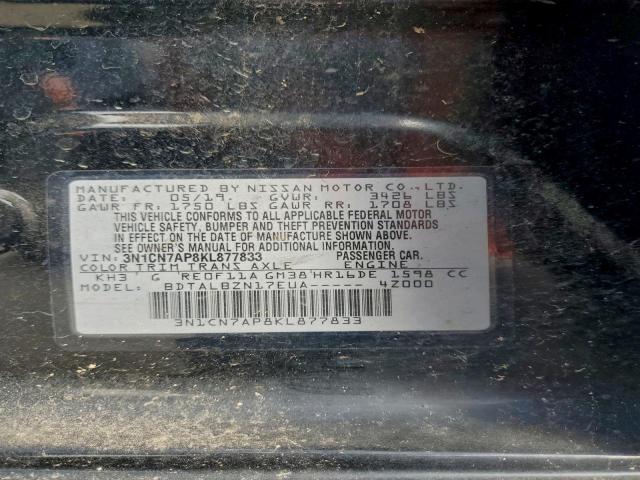 MANUFACTURED BY NISSAN MOTOR CO.,LTD.
DATE: 05/19 GVWR: 3426 LBS
GAWR FR: 1750 LBS GAWR RR: 1708 LBS
THIS VEHICLE CONFORMS TO ALL APPLICABLE FEDERAL MOTOR
VEHICLE SAFETY, BUMPER AND THEFT PREVENTION STANDARDS
IN EFFECT ON THE DATE OF MANUFACTURE SHOWN ABOVE.
SEE OWNER'S MANUAL FOR ADDITIONAL INFORMATION
VIN: 3N1CN7AP8KL877833 PASSENGER CAR.
COLOR TRIM TRANS AXLE ENGINE
KH3 G RE0F11A GM38 HR16DE 1598 CC
MODEL: BDTALBZN17EUA----- 4Z000
3N1CN7AP8KL877833